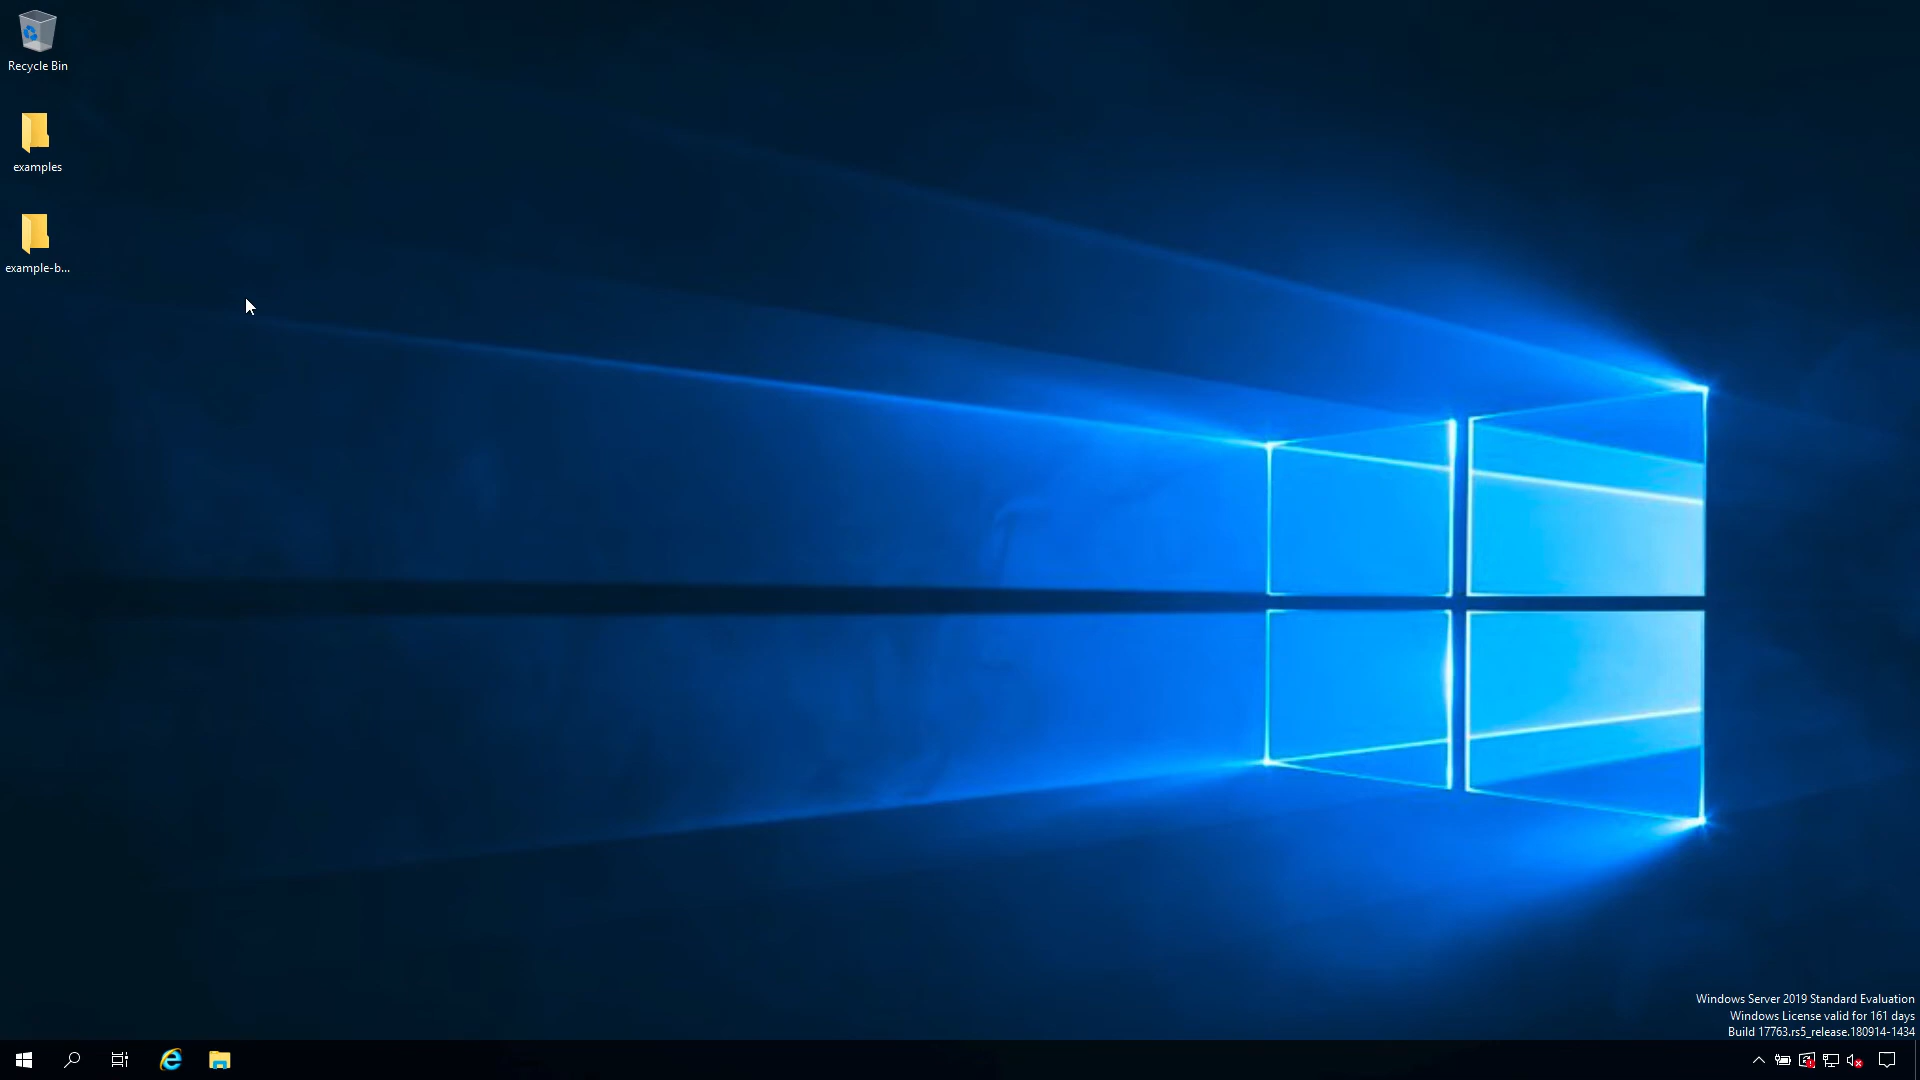 Recycle Bin
examples
example-b...
Windows Server 2019 Standard Evaluation
Windows License valid for 161 days
Build 17763.rs5_release.180914-1434